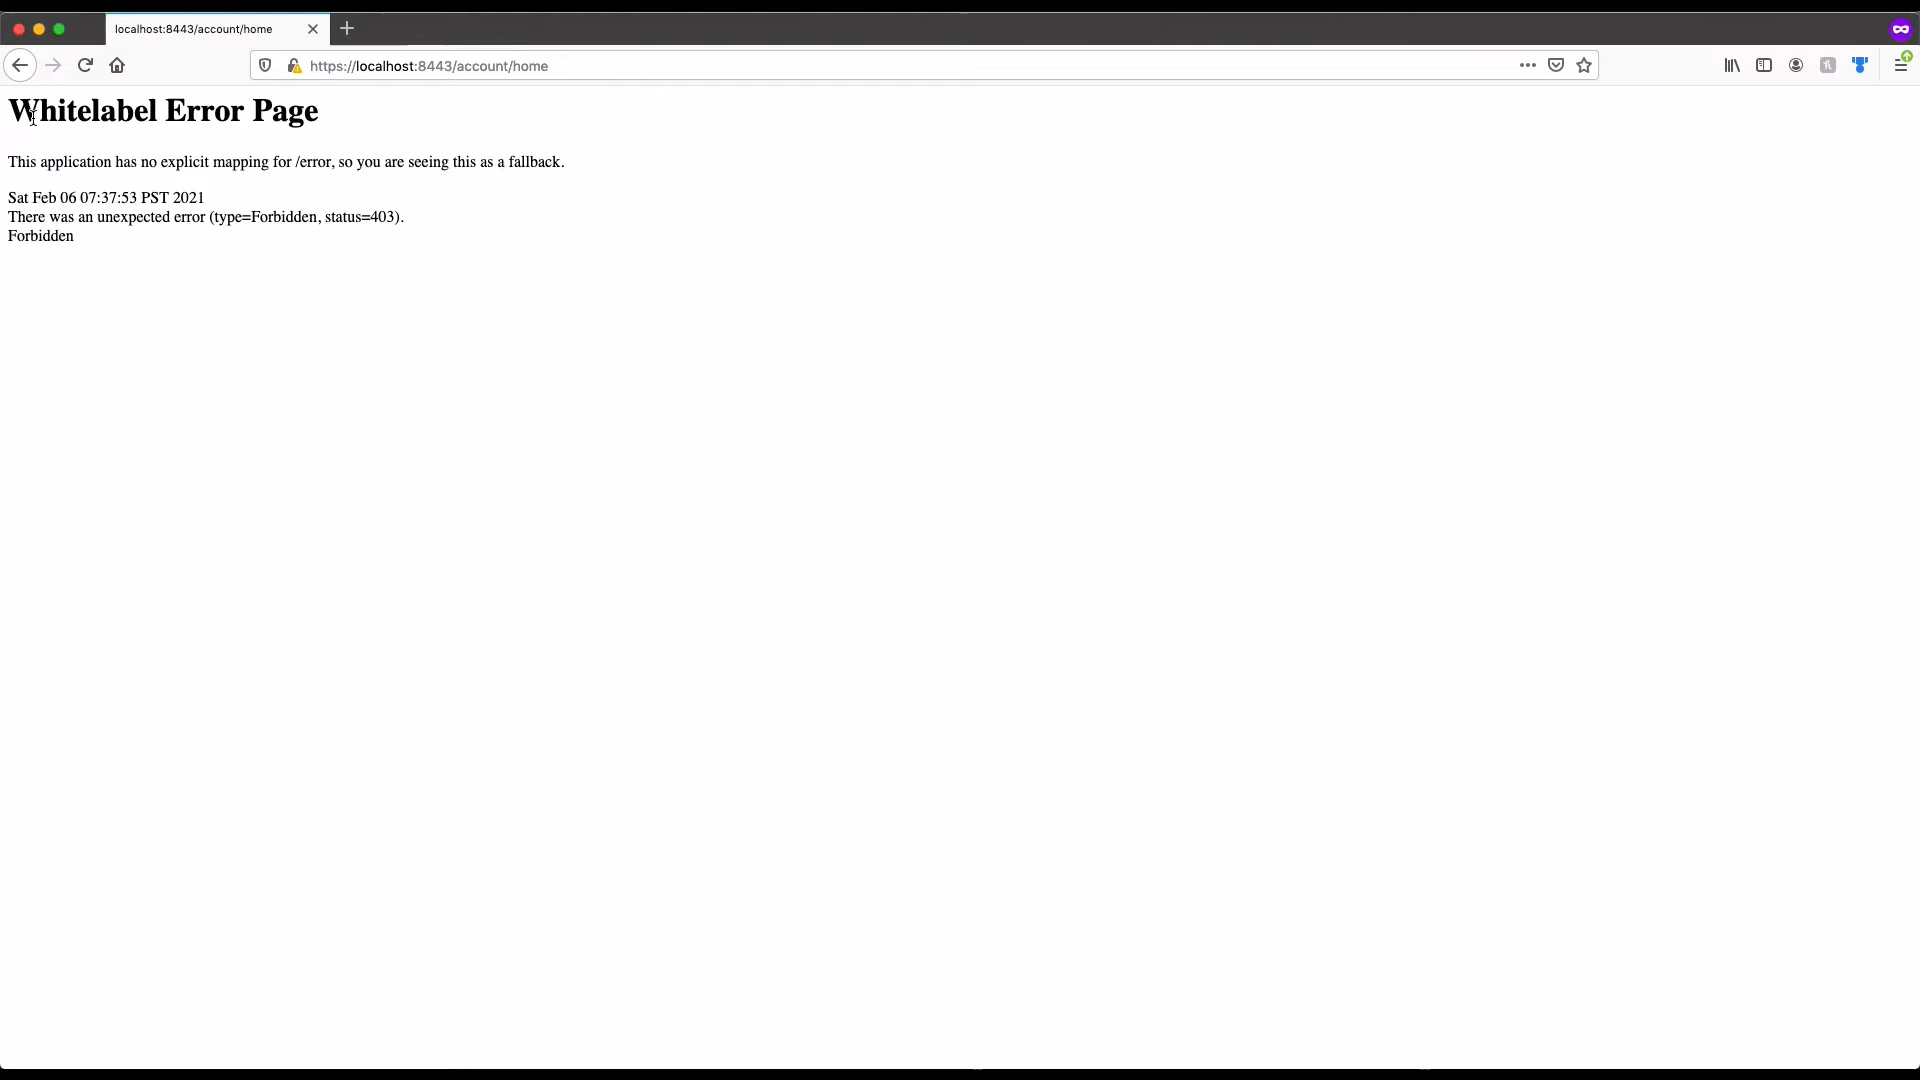 localhost:8443/account/home
https://localhost:8443/account/home
Whitelabel Error Page
This application has no explicit mapping for /error, so you are seeing this as a fallback.
Sat Feb 06 07:37:53 PST 2021
There was an unexpected error (type=Forbidden, status=403).
Forbidden